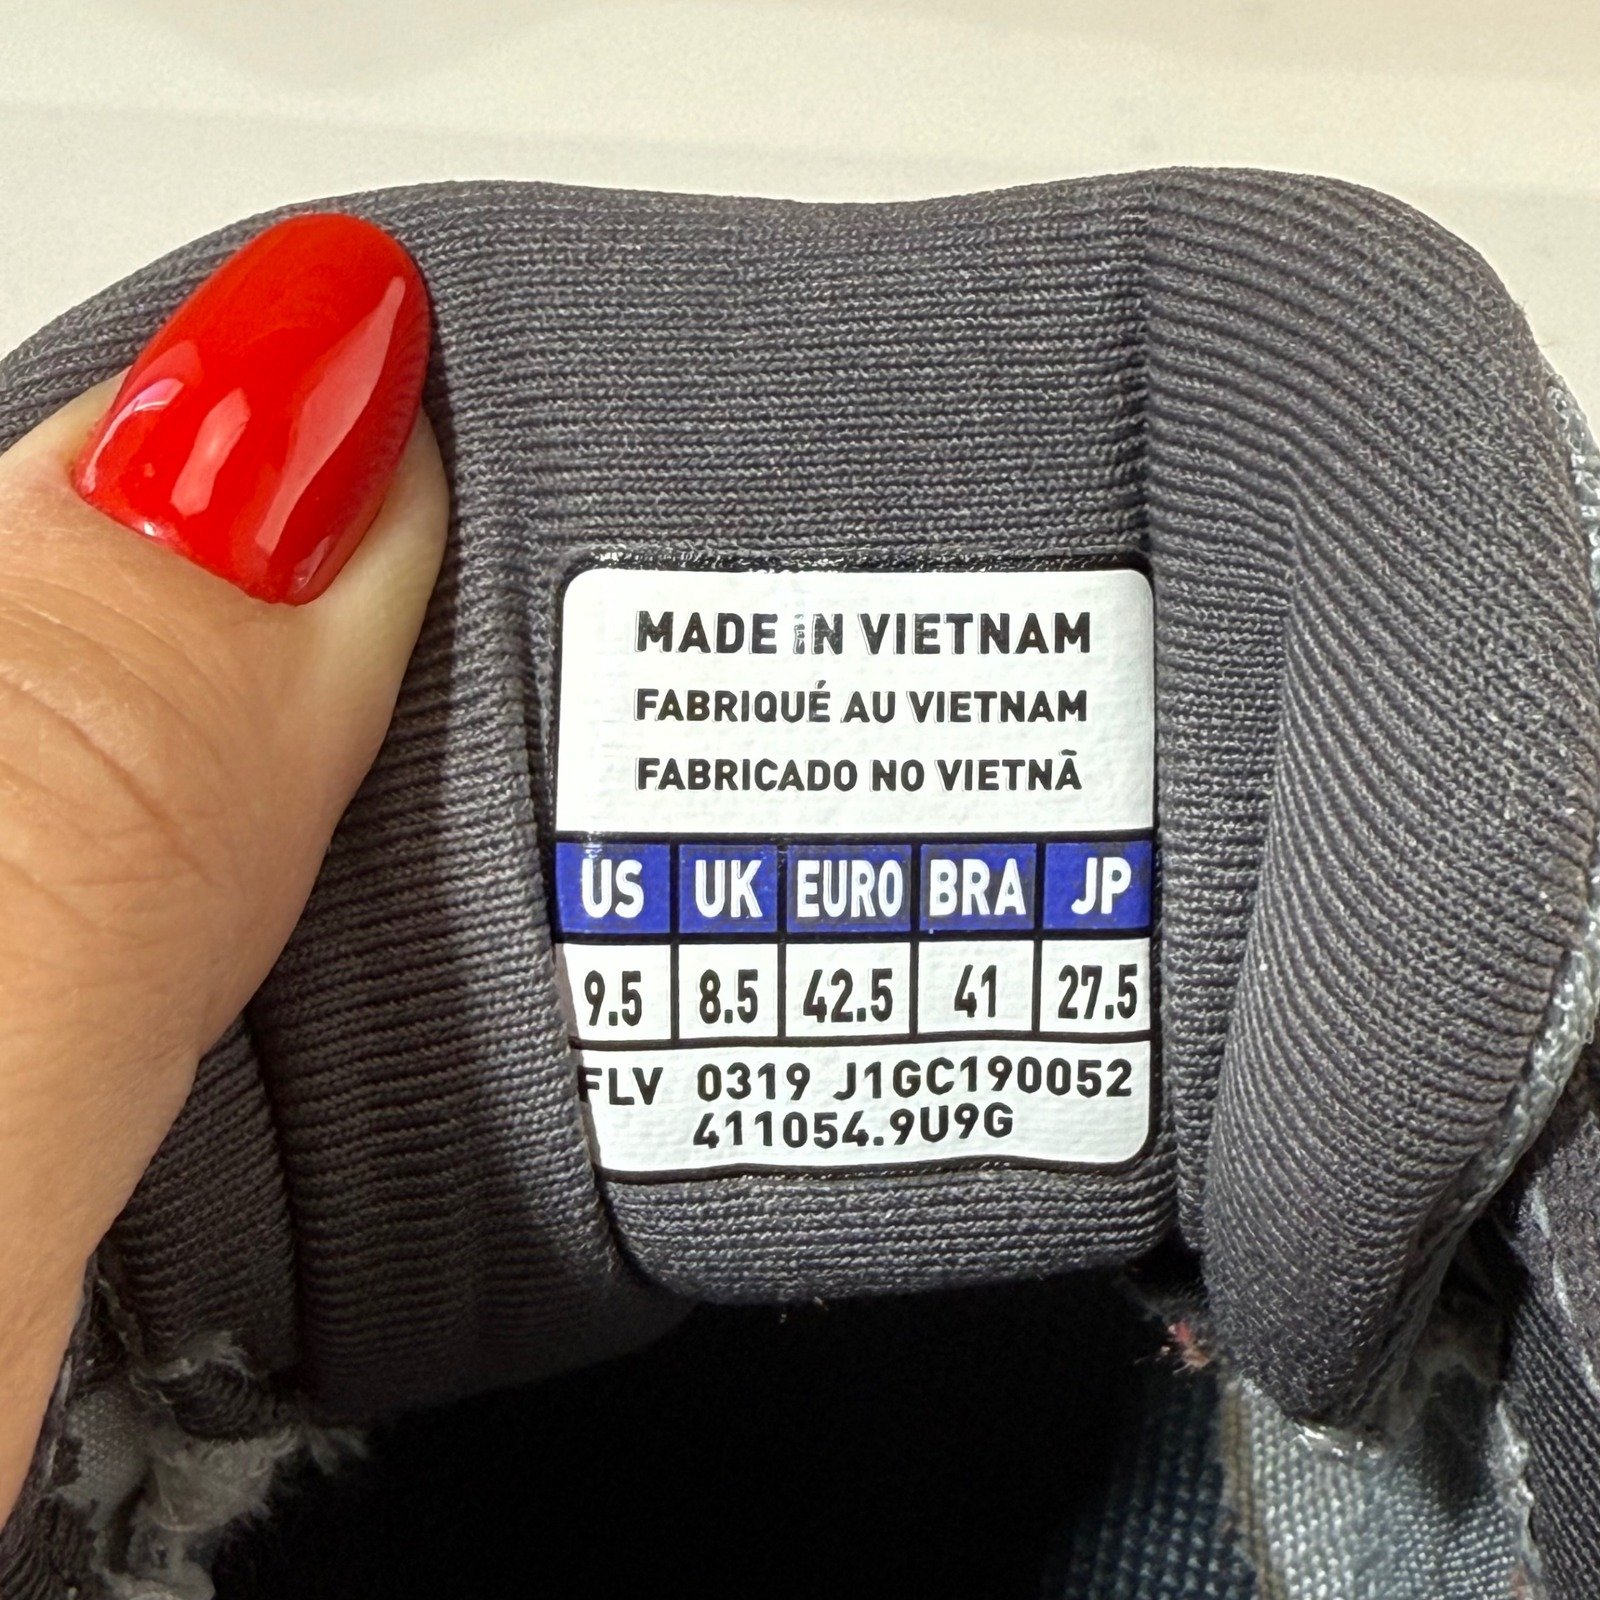 MADE iN VIETNAM
FABRIQUÉ AU VIETNAM
FABRICADO NO VIETNÃ
US UK EURO BRA JP
9.5 8.5 42.5 41 27.5
FLV 0319 J1GC190052
411054.9U9G